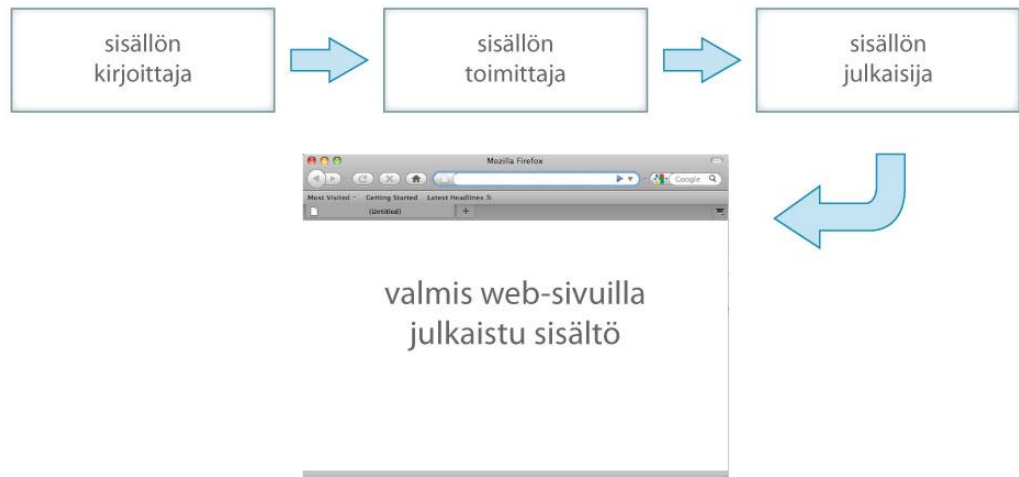 sisällön
kirjoittaja
sisällön
toimittaja
sisällön
julkaisija
Mozilla Firefox
Google
Most Visited Getting Started Latest Headlines
(Untitled)
valmis web-sivuilla
julkaistu sisältö